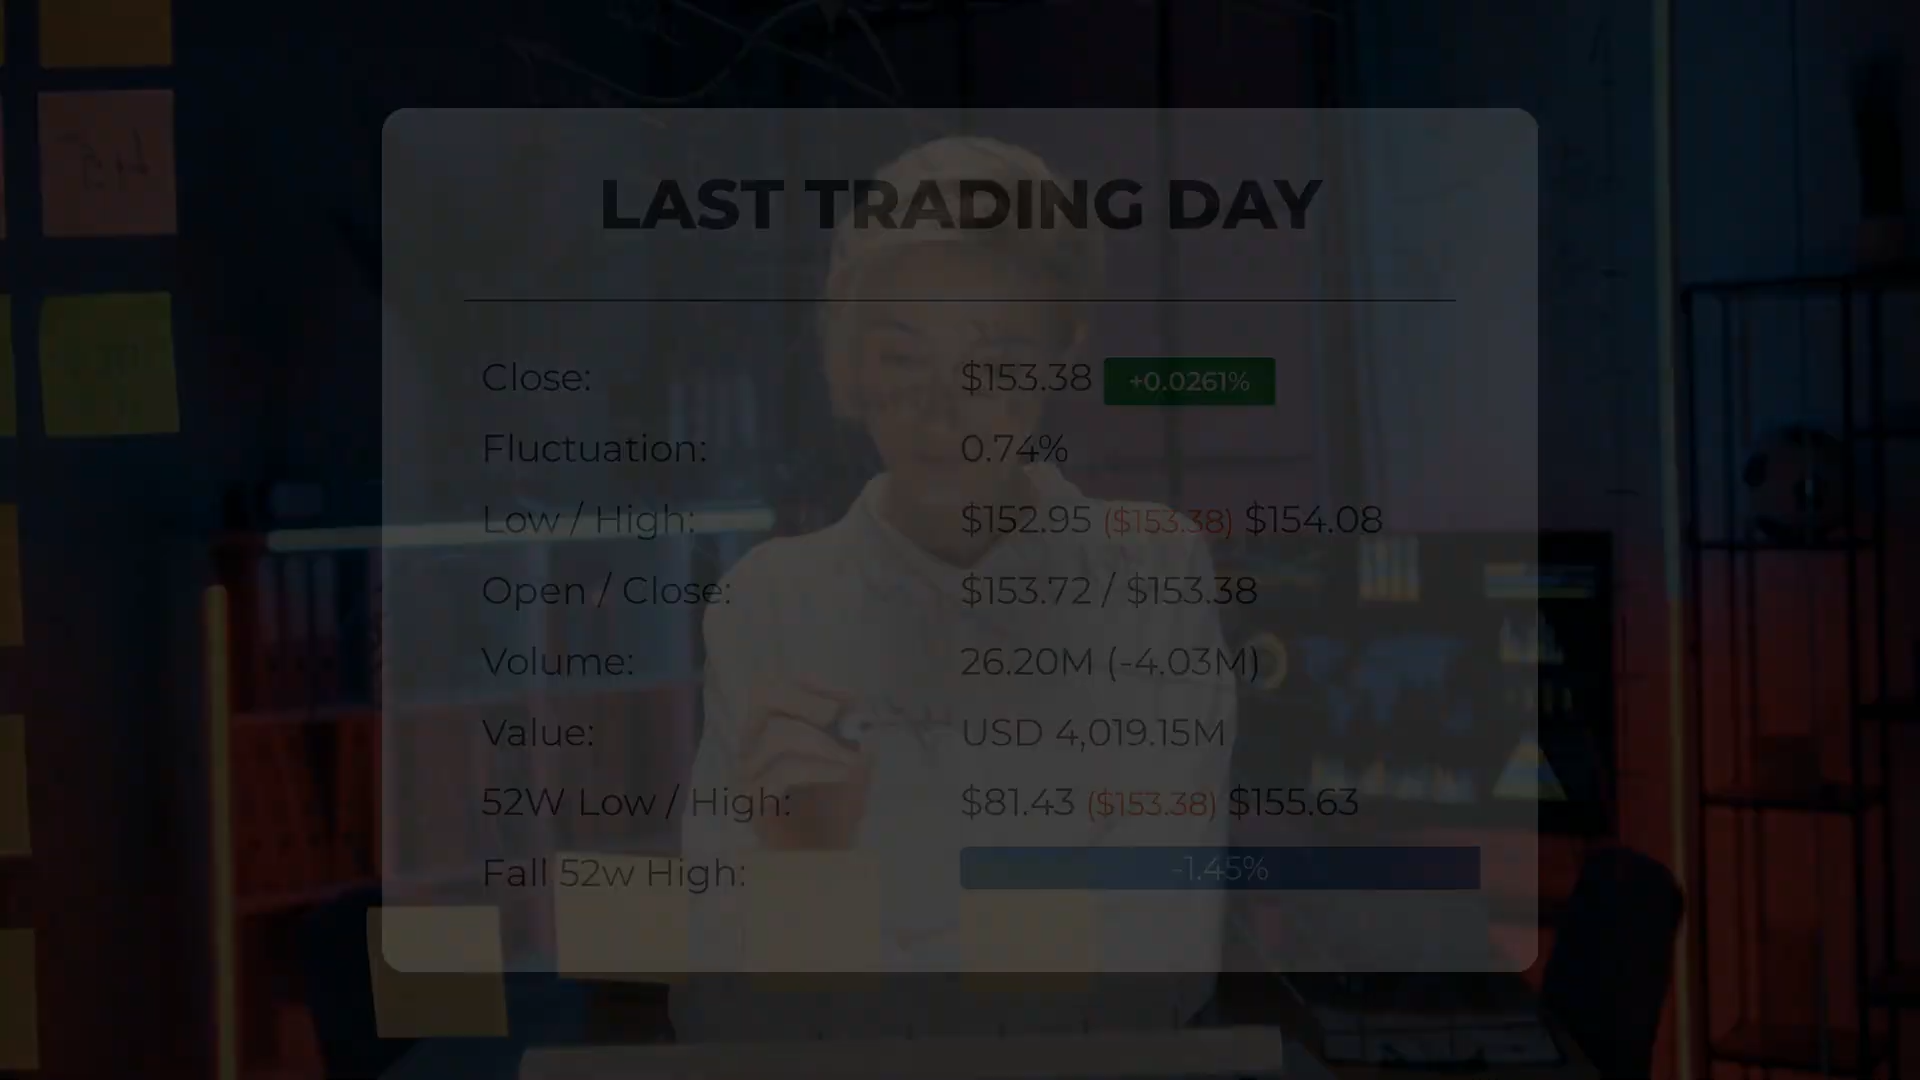 LAST TRADING DAY
Close: $153.38 +0.0261%
Fluctuation: 0.74%
Low / High: $152.95 ($153.38) $154.08
Open / Close: $153.72 / $153.38
Volume: 26.20M (-4.03M)
Value: USD 4,019.15M
52W Low / High: $81.43 ($153.38) $155.63
Fall 52w High: -1.45%